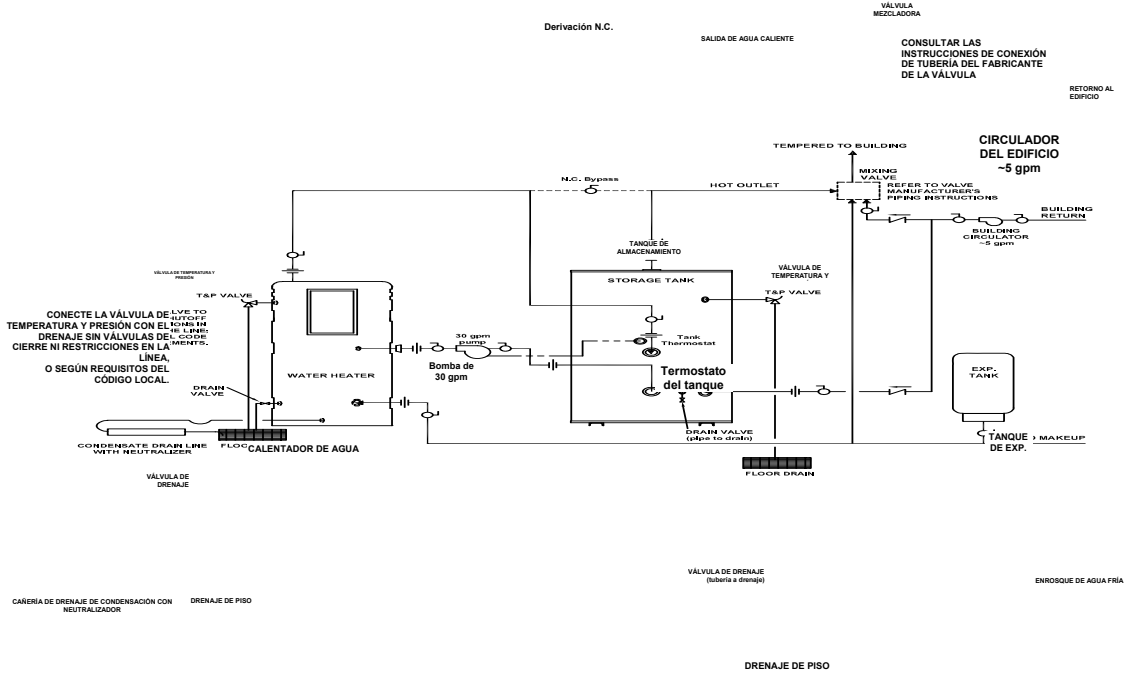 VÁLVULA
MEZCLADORA
Derivación N.C.
SALIDA DE AGUA CALIENTE
CONSULTAR LAS
INSTRUCCIONES DE CONEXIÓN
DE TUBERÍA DEL FABRICANTE
DE LA VÁLVULA
RETORNO AL
EDIFICIO
CIRCULADOR
DEL EDIFICIO
~5 gpm
TEMPERED TO BUILDING
MIXING
VALVE
REFER TO VALVE
MANUFACTURER'S
PIPING INSTRUCTIONS
N.C. Bypass
HOT OUTLET
BUILDING
RETURN
BUILDING
CIRCULATOR
~5 gpm
TANQUE DE
ALMACENAMIENTO
STORAGE TANK
VÁLVULA DE
TEMPERATURA Y
T&P VALVE
VÁLVULA DE TEMPERATURA Y
PRESIÓN
T&P VALVE
CONECTE LA VÁLVULA DE
TEMPERATURA Y PRESIÓN CON EL
DRENAJE SIN VÁLVULAS DE
CIERRE NI RESTRICCIONES EN LA
LÍNEA,
O SEGÚN REQUISITOS DEL
CÓDIGO LOCAL.
LVE TO
IONS IN
LINE;
CODE
MENTS.
30 gpm
pump
Bomba de
30 gpm
Tank
Thermostat
Termostato
del tanque
WATER HEATER
DRAIN
VALVE
EXP.
TANK
DRAIN VALVE
(pipe to drain)
CONDENSATE DRAIN LINE
WITH NEUTRALIZER
CALENTADOR DE AGUA
TANQUE
DE EXP.
MAKEUP
FLOOR DRAIN
VÁLVULA DE
DRENAJE
VÁLVULA DE DRENAJE
(tubería a drenaje)
ENROSQUE DE AGUA FRÍA
CAÑERÍA DE DRENAJE DE CONDENSACIÓN CON
NEUTRALIZADOR
DRENAJE DE PISO
DRENAJE DE PISO